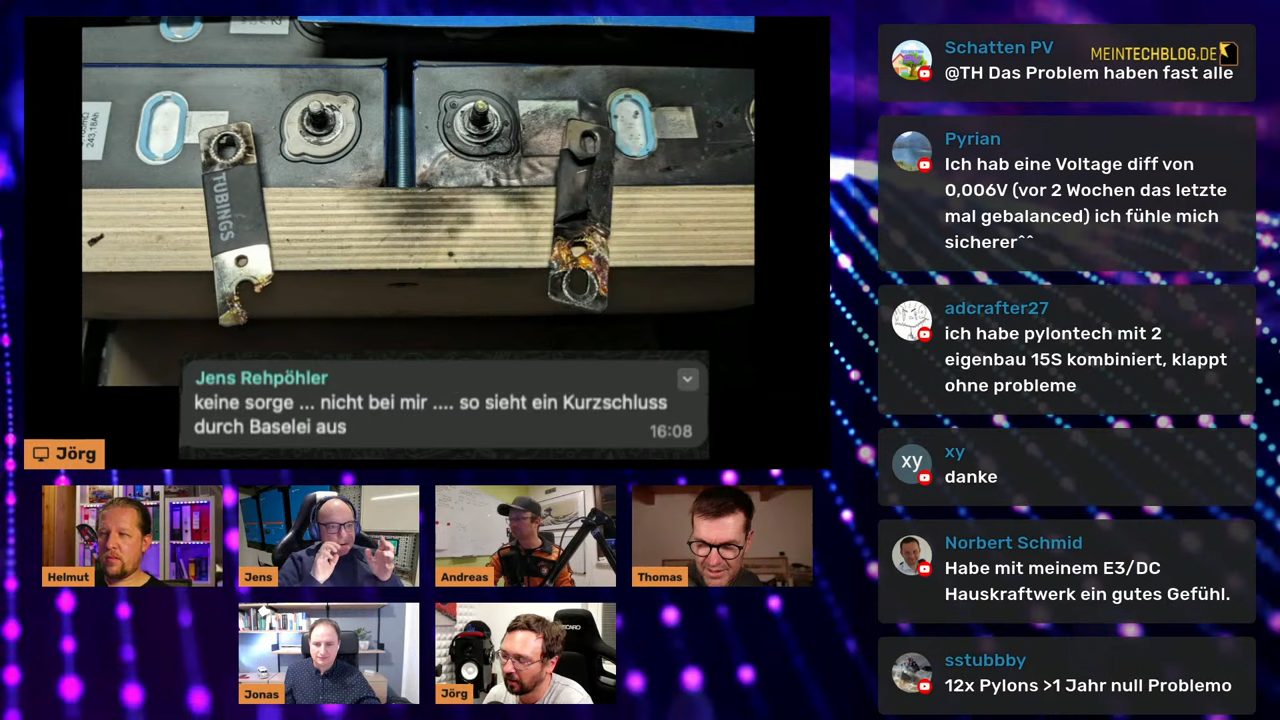 243,18Ah
TUBINGS
Jens Rehpöhler
keine sorge ... nicht bei mir .... so sieht ein Kurzschluss
durch Baselei aus
16:08
Jörg
Helmut
Jens
Andreas
Thomas
Jonas
Jörg
MEINTECHBLOG.DE
Schatten PV
@TH Das Problem haben fast alle
Pyrian
Ich hab eine Voltage diff von
0,006V (vor 2 Wochen das letzte
mal gebalanced) ich fühle mich
sicherer^^
adcrafter27
ich habe pylontech mit 2
eigenbau 15S kombiniert, klappt
ohne probleme
xy
xy
danke
Norbert Schmid
Habe mit meinem E3/DC
Hauskraftwerk ein gutes Gefühl.
sstubbby
12x Pylons >1 Jahr null Problemo